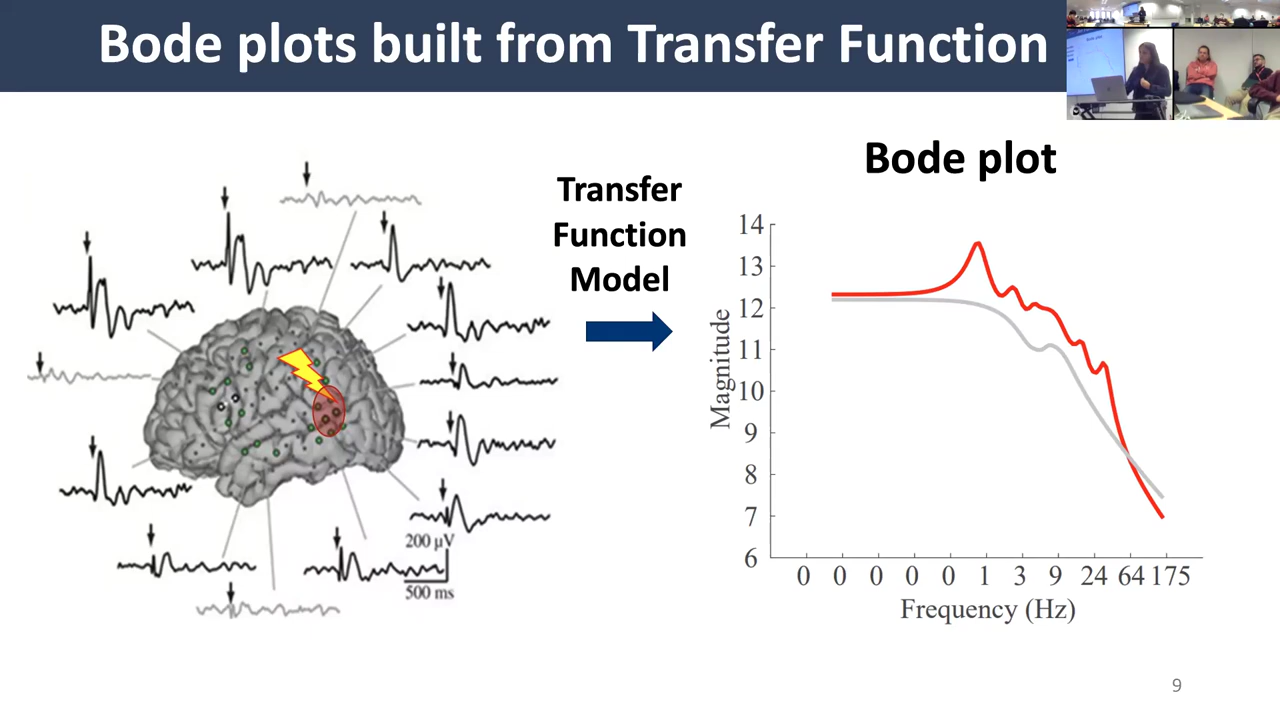 Bode plots built from Transfer Function
Transfer
Function
Model
Bode plot
200 µV
500 ms
14
13
12
11
10
9
8
7
6
Magnitude
0 0 0 0 0 1 3 9 24 64 175
Frequency (Hz)
9